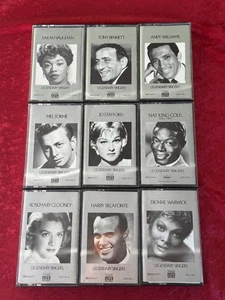 SARAH VAUGHAN
LEGENDARY SINGERS
TONY BENNETT
LEGENDARY SINGERS
ANDY WILLIAMS
LEGENDARY SINGERS
MEL TORME
LEGENDARY SINGERS
JO STAFFORD
LEGENDARY SINGERS
NAT KING COLE
LEGENDARY SINGERS
ROSEMARY CLOONEY
LEGENDARY SINGERS
HARRY BELAFONTE
LEGENDARY SINGERS
DIONNE WARWICK
LEGENDARY SINGERS